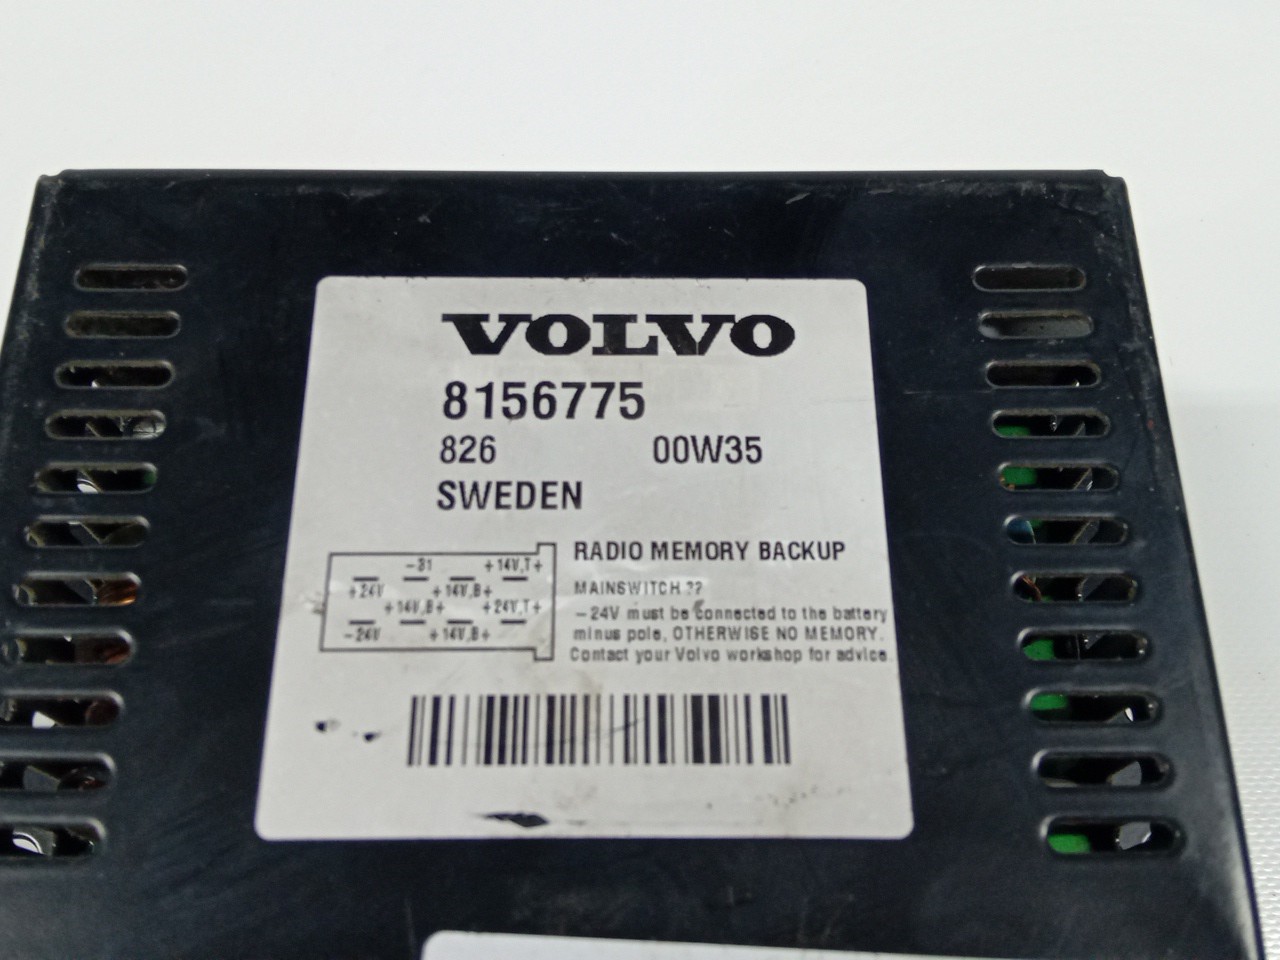 VOLVO
8156775
826 00W35
SWEDEN
-31 +14V,T+
+24V +14V,B+
+14V,B+ +24V,T+
-24V +14V,B+
RADIO MEMORY BACKUP
MAINSWITCH ??
-24V must be connected to the battery
minus pole, OTHERWISE NO MEMORY.
Contact your Volvo workshop for advice.